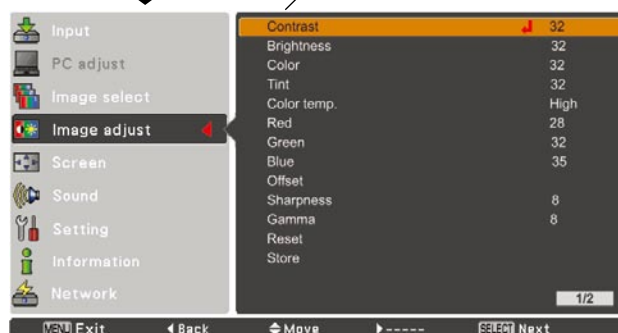 Input
PC adjust
Image select
Image adjust
Screen
Sound
Setting
Information
Network
Contrast 32
Brightness 32
Color 32
Tint 32
Color temp. High
Red 28
Green 32
Blue 35
Offset
Sharpness 8
Gamma 8
Reset
Store
1/2
MENU Exit Back Move ----- SELECT Next